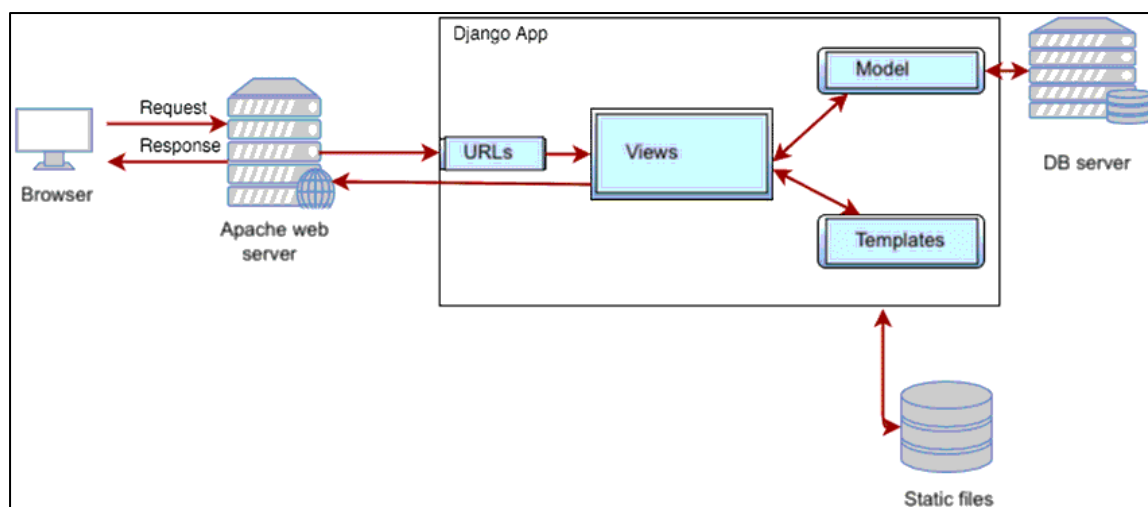 Django App
Model
Request
Response
URLs
Views
DB server
Browser
Apache web
server
Templates
Static files